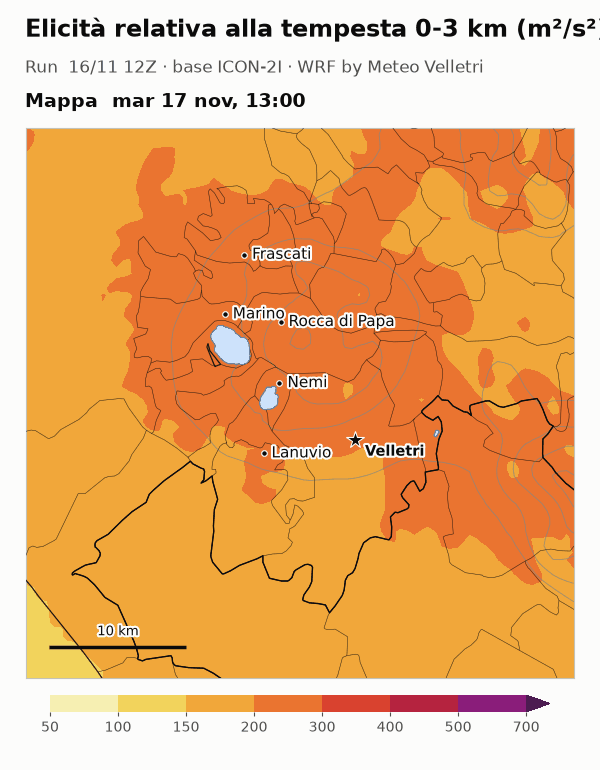 Elicità relativa alla tempesta 0-3 km (m²/s²)
Run 16/11 12Z · base ICON-2I · WRF by Meteo Velletri
Mappa mar 17 nov, 13:00
Frascati
Marino
Rocca di Papa
Nemi
Velletri
Lanuvio
10 km
50 100 150 200 300 400 500 700